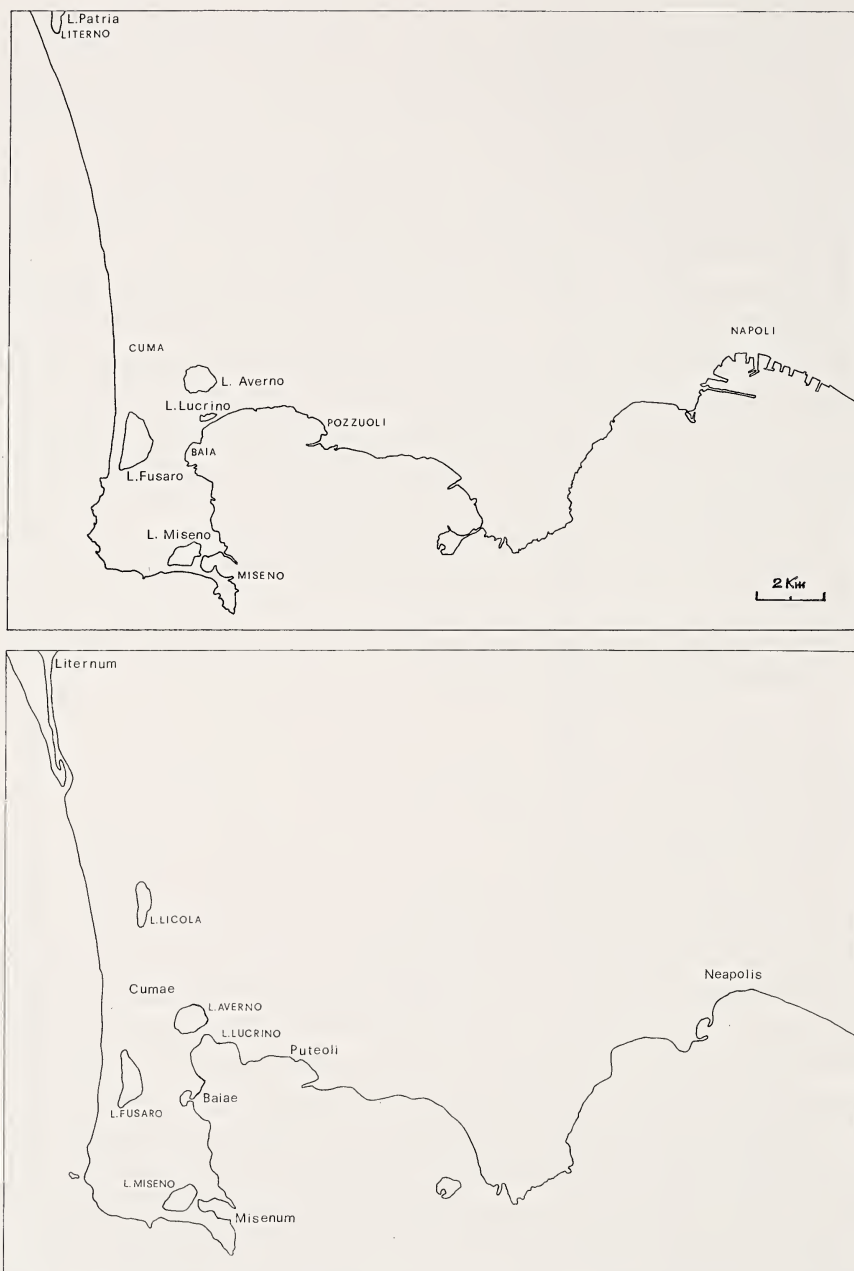 L.Patria
LITERNO
NAPOLI
CUMA
L. Averno
L.Lucrino
POZZUOLI
BAIA
L.Fusaro
L. Miseno
MISENO
2 Km
Liternum
L.LICOLA
Neapolis
Cumae
L.AVERNO
L.LUCRINO
Puteoli
Baiae
L.FUSARO
L.MISENO
Misenum